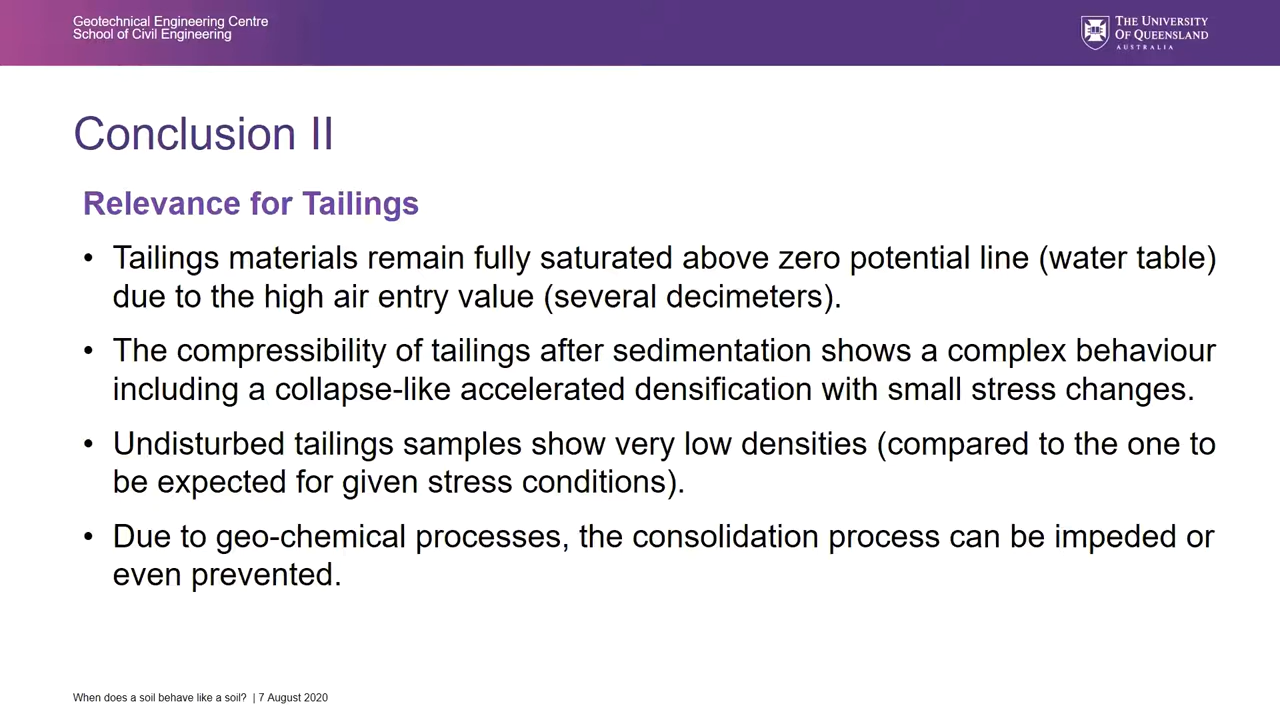 Geotechnical Engineering Centre
School of Civil Engineering
THE UNIVERSITY
OF QUEENSLAND
AUSTRALIA
Conclusion II
Relevance for Tailings
• Tailings materials remain fully saturated above zero potential line (water table)
due to the high air entry value (several decimeters).
• The compressibility of tailings after sedimentation shows a complex behaviour
including a collapse-like accelerated densification with small stress changes.
• Undisturbed tailings samples show very low densities (compared to the one to
be expected for given stress conditions).
• Due to geo-chemical processes, the consolidation process can be impeded or
even prevented.
When does a soil behave like a soil? | 7 August 2020